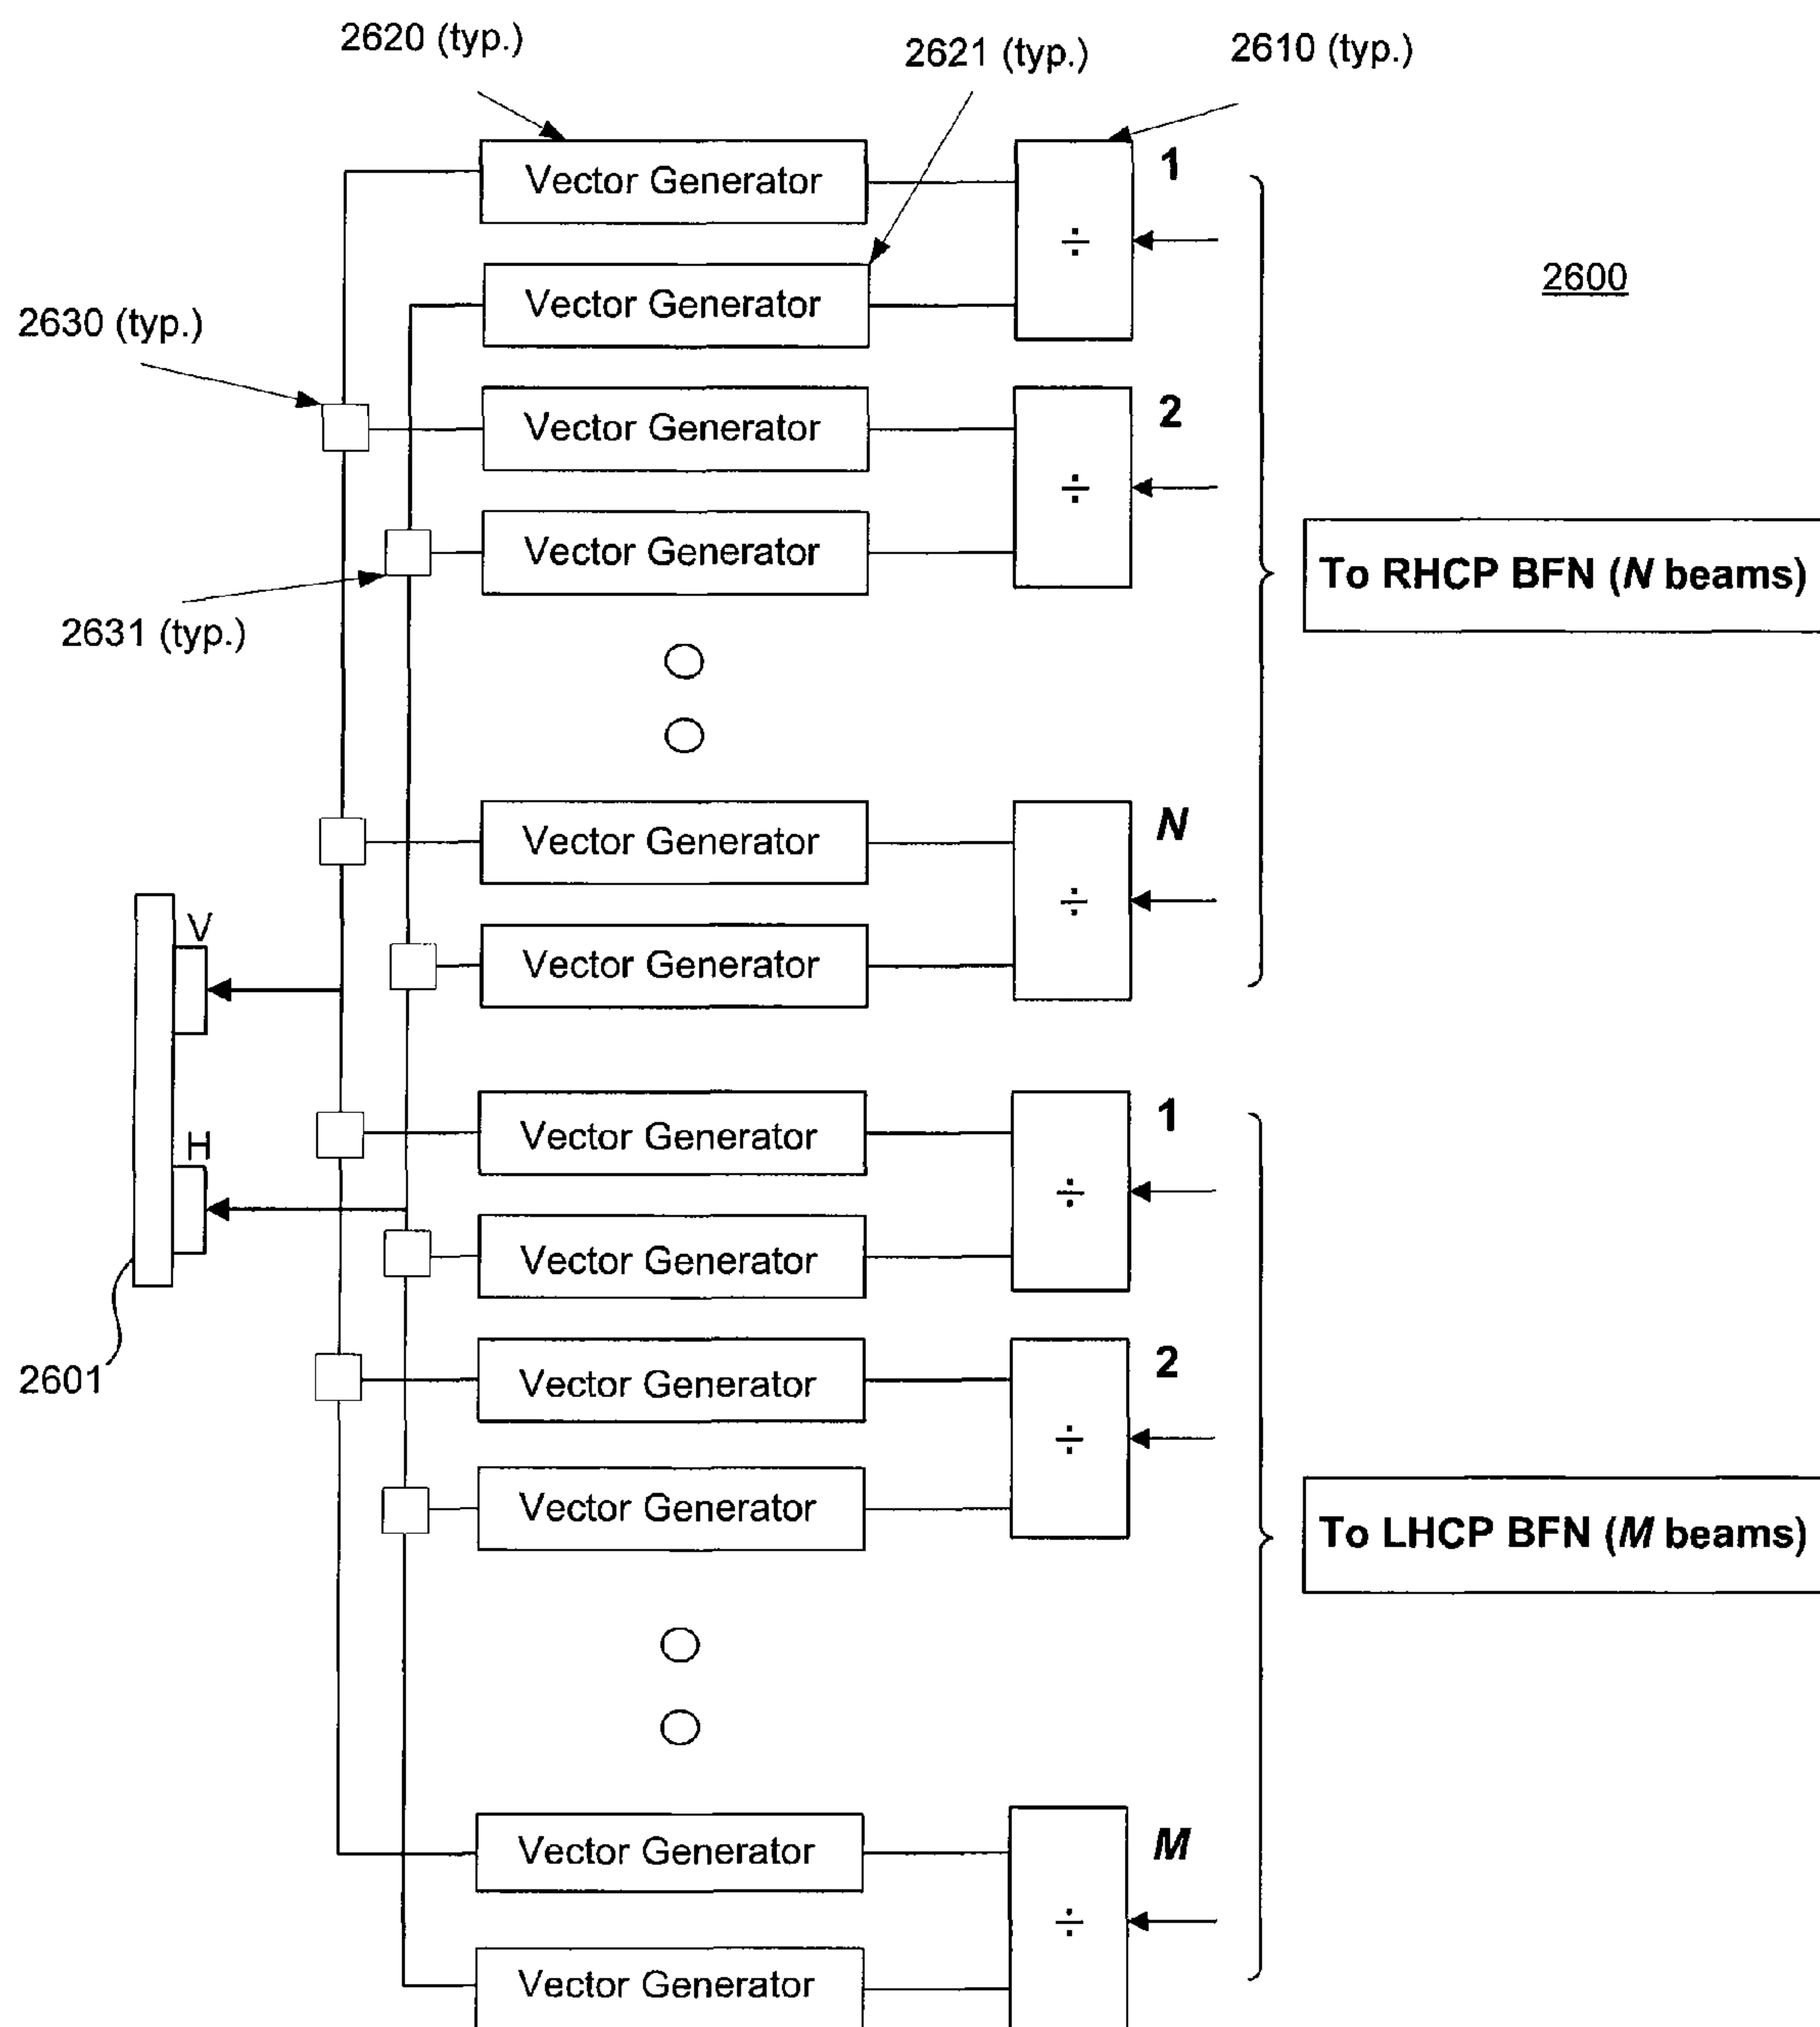 2620 (typ.)
2621 (typ.)
2610 (typ.)
Vector Generator
1
÷
2600
Vector Generator
2630 (typ.)
Vector Generator
2
÷
Vector Generator
To RHCP BFN (N beams)
2631 (typ.)
Vector Generator
N
÷
V
Vector Generator
Vector Generator
1
÷
H
Vector Generator
2601
Vector Generator
2
÷
Vector Generator
To LHCP BFN (M beams)
Vector Generator
M
÷
Vector Generator